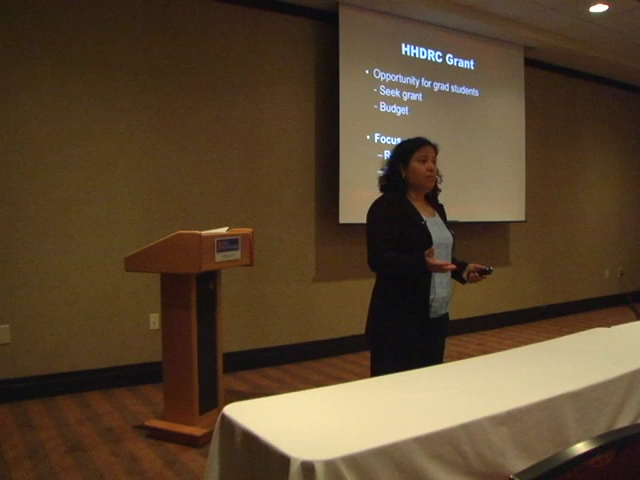 HHDRC Grant
• Opportunity for grad students
- Seek grant
- Budget
• Focus